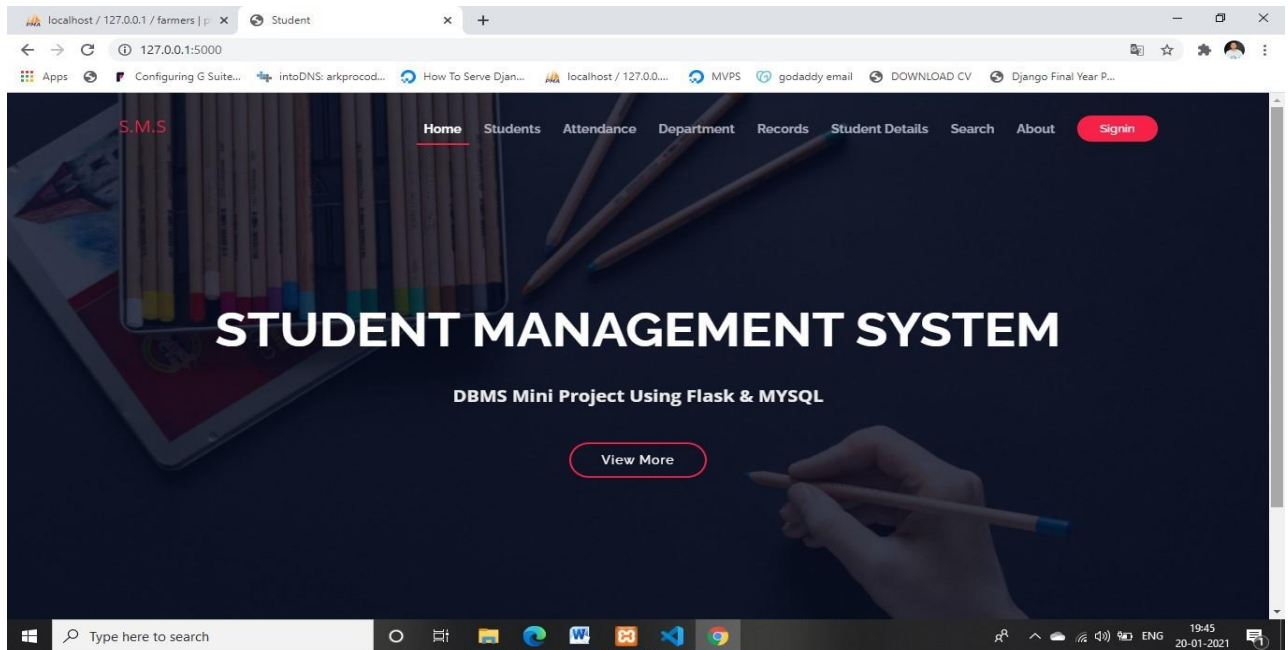 localhost / 127.0.0.1 / farmers | p
Student
127.0.0.1:5000
Apps
Configuring G Suite...
intoDNS: arkprocod...
How To Serve Djan...
localhost / 127.0.0....
MVPS
godaddy email
DOWNLOAD CV
Django Final Year P...
S.M.S
Home Students Attendance Department Records Student Details Search About Signin
STUDENT MANAGEMENT SYSTEM
DBMS Mini Project Using Flask & MYSQL
View More
Type here to search
ENG
19:45
20-01-2021